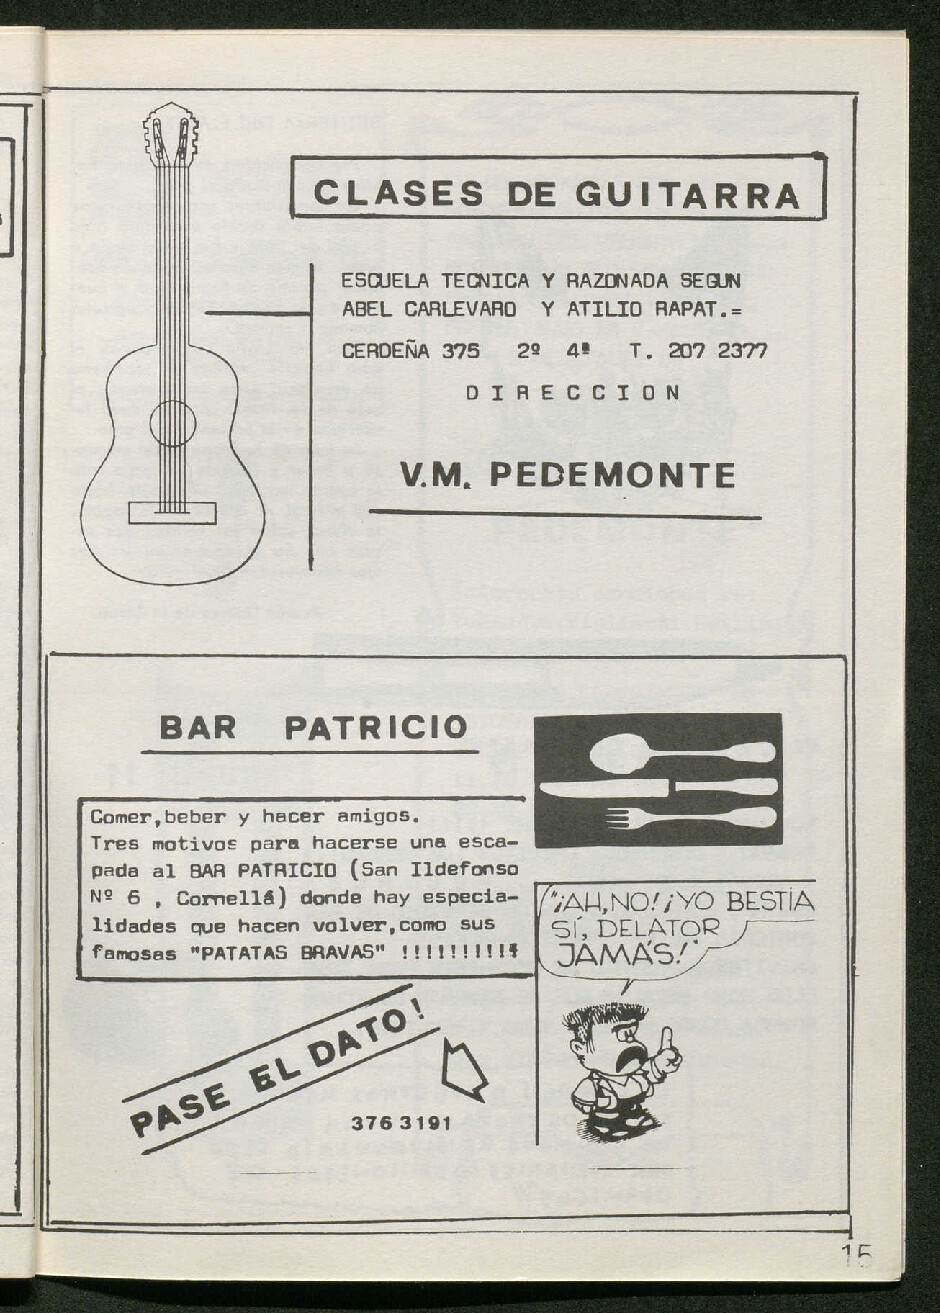 CLASES DE GUITARRA
ESCUELA TECNICA Y RAZONADA SEGUN
ABEL CARLEVARO Y ATILIO RAPAT.=
CERDEÑA 375 2º 4ª T. 207 2377
DIRECCION
V.M. PEDEMONTE
BAR PATRICIO
Comer,beber y hacer amigos.
Tres motivos para hacerse una esca-
pada al BAR PATRICIO (San Ildefonso
Nº 6 , Cornellá) donde hay especia-
lidades que hacen volver,como sus
famosas "PATATAS BRAVAS" !!!!!!!!!!
"¡AH,NO!¡YO BESTIA
SÍ, DELATOR
JAMÁS!"
PASE EL DATO!
376 3191
15